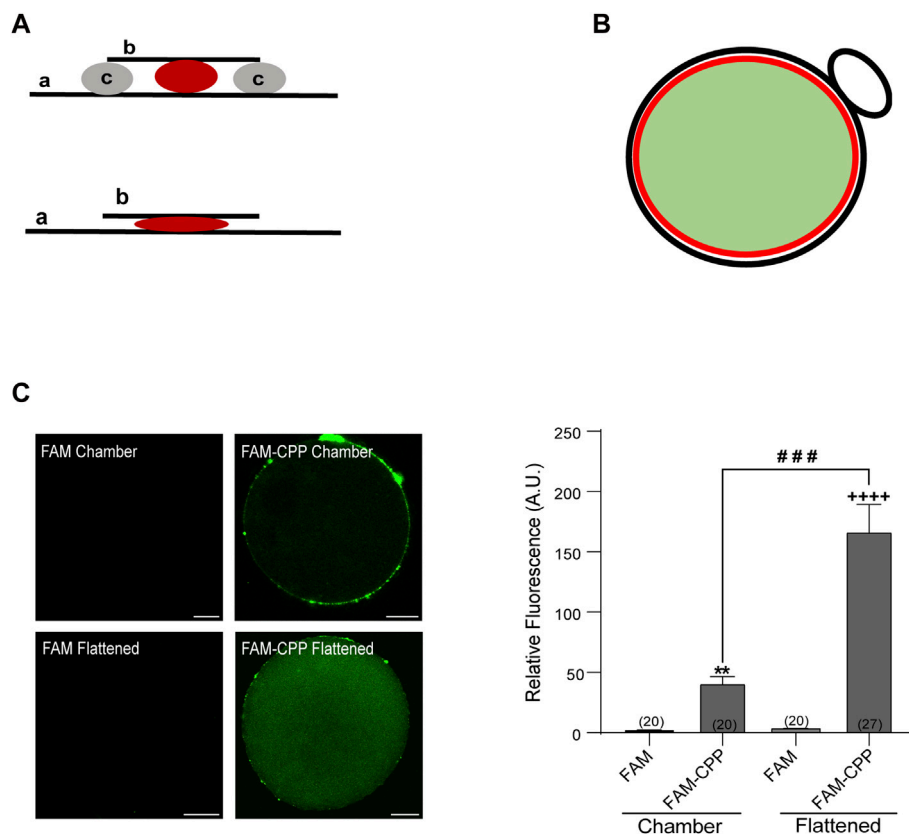 A
B
b
c
c
a
b
a
C
FAM Chamber
FAM-CPP Chamber
FAM Flattened
FAM-CPP Flattened
250
200
150
100
50
0
Relative Fluorescence (A.U.)
# # #
++++
**
(20)
(20)
(20)
(27)
FAM
FAM-CPP
FAM
FAM-CPP
Chamber
Flattened